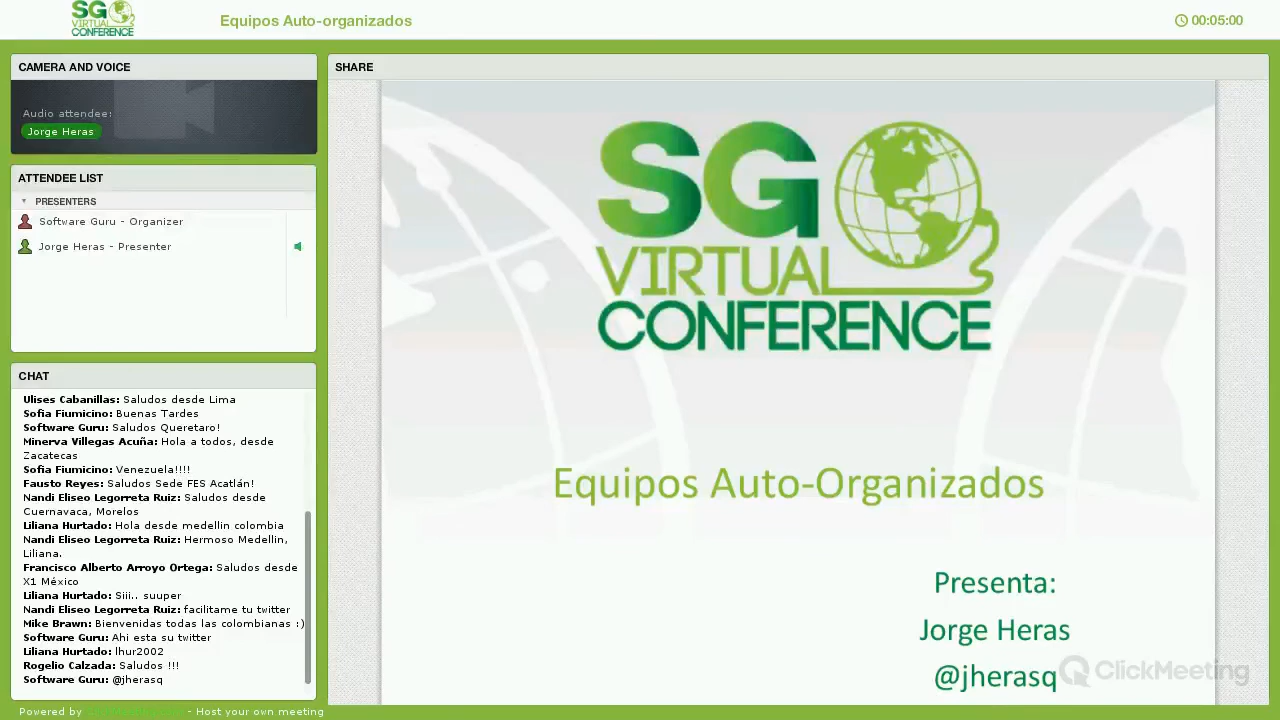 SG
VIRTUAL
CONFERENCE
Equipos Auto-organizados
00:05:00
CAMERA AND VOICE
Audio attendee:
Jorge Heras
ATTENDEE LIST
PRESENTERS
Software Guru - Organizer
Jorge Heras - Presenter
CHAT
Ulises Cabanillas: Saludos desde Lima
Sofia Fiumicino: Buenas Tardes
Software Guru: Saludos Queretaro!
Minerva Villegas Acuña: Hola a todos, desde
Zacatecas
Sofia Fiumicino: Venezuela!!!!
Fausto Reyes: Saludos Sede FES Acatlán!
Nandi Eliseo Legorreta Ruiz: Saludos desde
Cuernavaca, Morelos
Liliana Hurtado: Hola desde medellin colombia
Nandi Eliseo Legorreta Ruiz: Hermoso Medellin,
Liliana.
Francisco Alberto Arroyo Ortega: Saludos desde
X1 México
Liliana Hurtado: Siii.. suuper
Nandi Eliseo Legorreta Ruiz: facilitame tu twitter
Mike Brawn: Bienvenidas todas las colombianas :)
Software Guru: Ahi esta su twitter
Liliana Hurtado: lhur2002
Rogelio Calzada: Saludos !!!
Software Guru: @jherasq
Powered by - Host your own meeting
SHARE
SG
VIRTUAL
CONFERENCE
Equipos Auto-Organizados
Presenta:
Jorge Heras
@jherasq
ClickMeeting